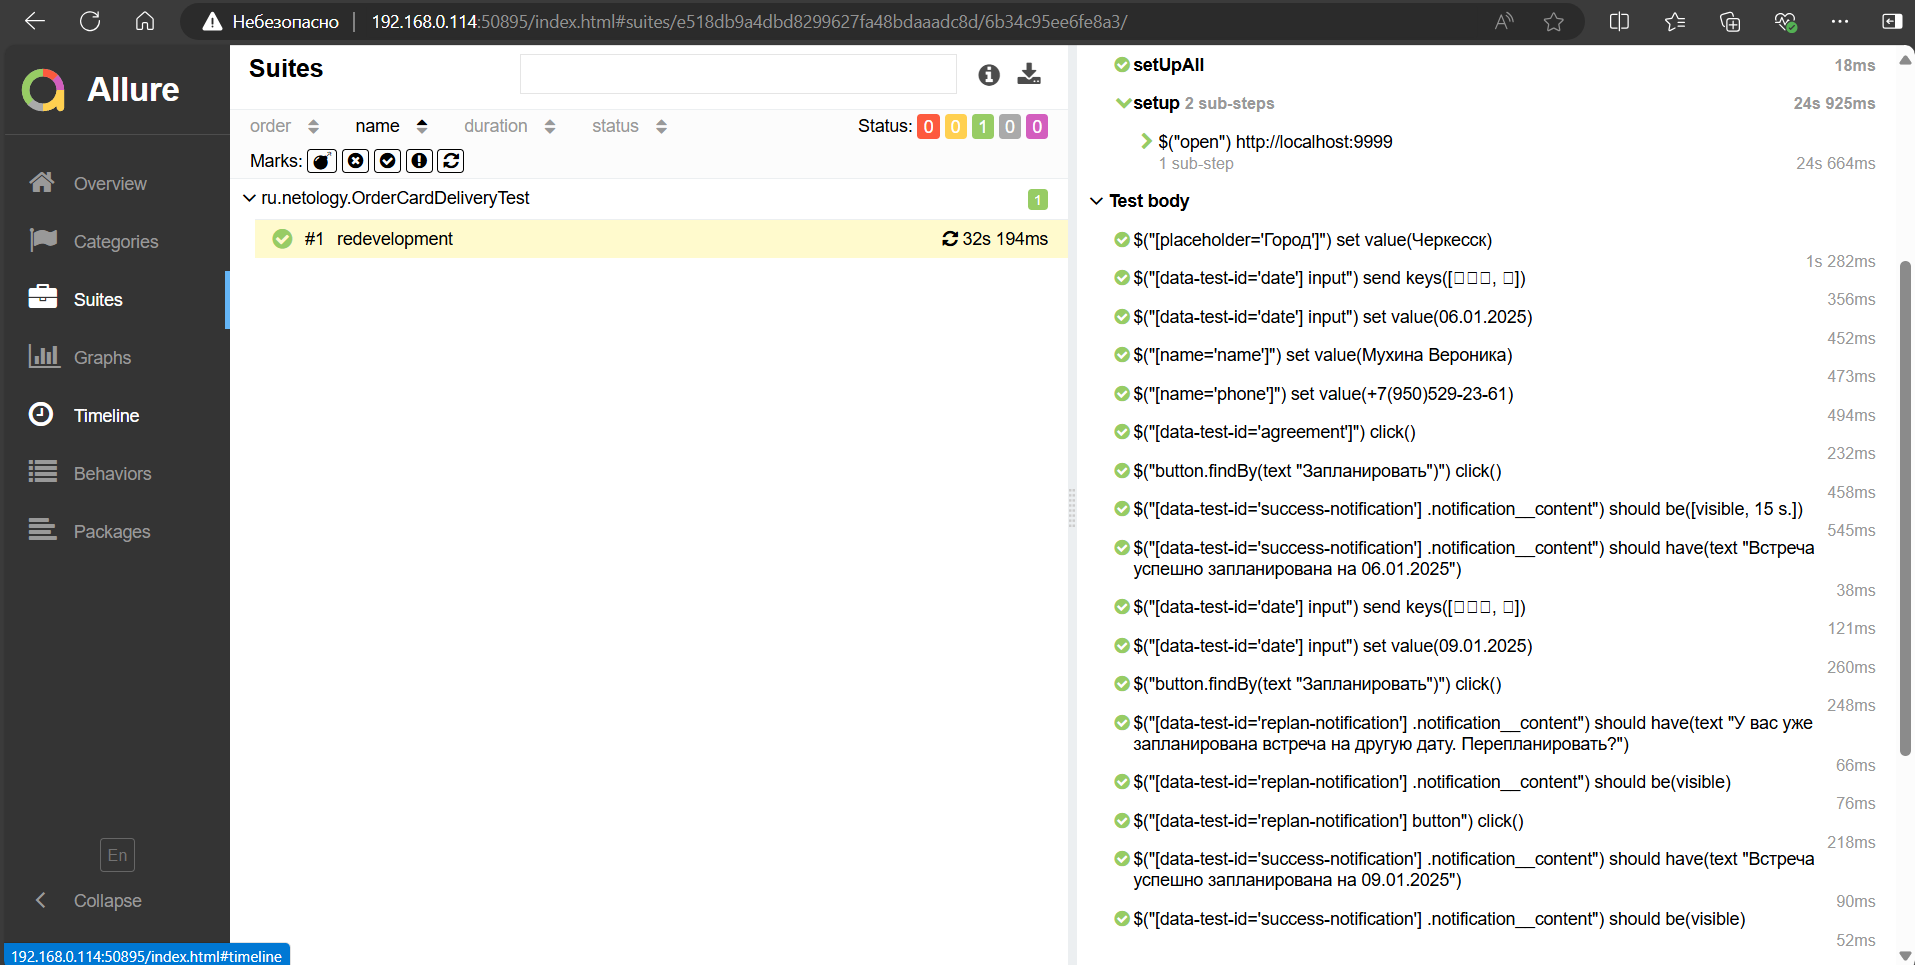 Небезопасно
192.168.0.114:50895/index.html#suites/e518db9a4dbd8299627fa48bdaaadc8d/6b34c95ee6fe8a3/
Allure
Overview
Categories
Suites
Graphs
Timeline
Behaviors
Packages
En
Collapse
192.168.0.114:50895/index.html#timeline
Suites
order name duration status Status: 0 0 1 0 0
Marks:
ru.netology.OrderCardDeliveryTest 1
#1 redevelopment 32s 194ms
setUpAll 18ms
setup 2 sub-steps 24s 925ms
$("open") http://localhost:9999
1 sub-step 24s 664ms
Test body
$("[placeholder='Город']") set value(Черкесск)
1s 282ms
$("[data-test-id='date'] input") send keys([, ])
356ms
$("[data-test-id='date'] input") set value(06.01.2025)
452ms
$("[name='name']") set value(Мухина Вероника)
473ms
$("[name='phone']") set value(+7(950)529-23-61)
494ms
$("[data-test-id='agreement']") click()
232ms
$("button.findBy(text "Запланировать")") click()
458ms
$("[data-test-id='success-notification'] .notification__content") should be([visible, 15 s.])
545ms
$("[data-test-id='success-notification'] .notification__content") should have(text "Встреча
успешно запланирована на 06.01.2025")
38ms
$("[data-test-id='date'] input") send keys([, ])
121ms
$("[data-test-id='date'] input") set value(09.01.2025)
260ms
$("button.findBy(text "Запланировать")") click()
248ms
$("[data-test-id='replan-notification'] .notification__content") should have(text "У вас уже
запланирована встреча на другую дату. Перепланировать?")
66ms
$("[data-test-id='replan-notification'] .notification__content") should be(visible)
76ms
$("[data-test-id='replan-notification'] button") click()
218ms
$("[data-test-id='success-notification'] .notification__content") should have(text "Встреча
успешно запланирована на 09.01.2025")
90ms
$("[data-test-id='success-notification'] .notification__content") should be(visible)
52ms